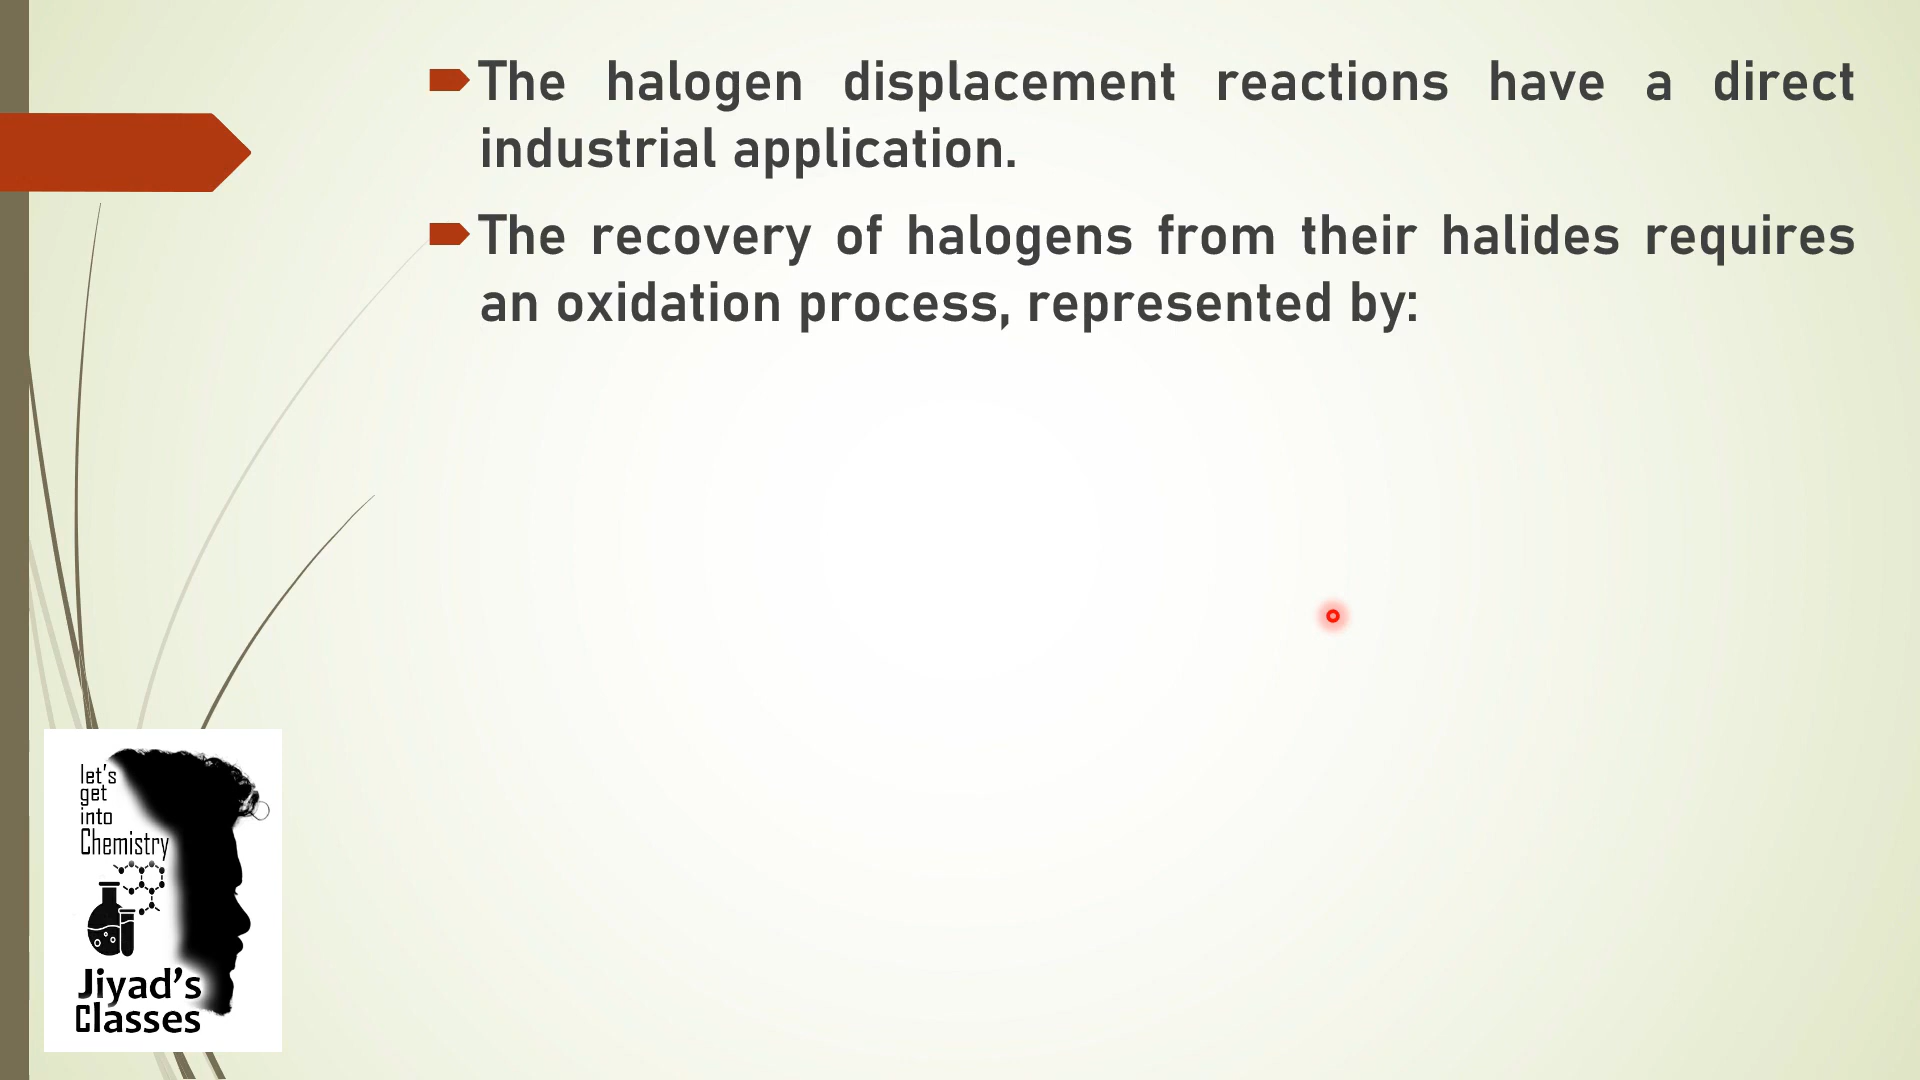 The halogen displacement reactions have a direct
industrial application.
The recovery of halogens from their halides requires
an oxidation process, represented by:
let's
get
into
Chemistry
Jiyad's
Classes